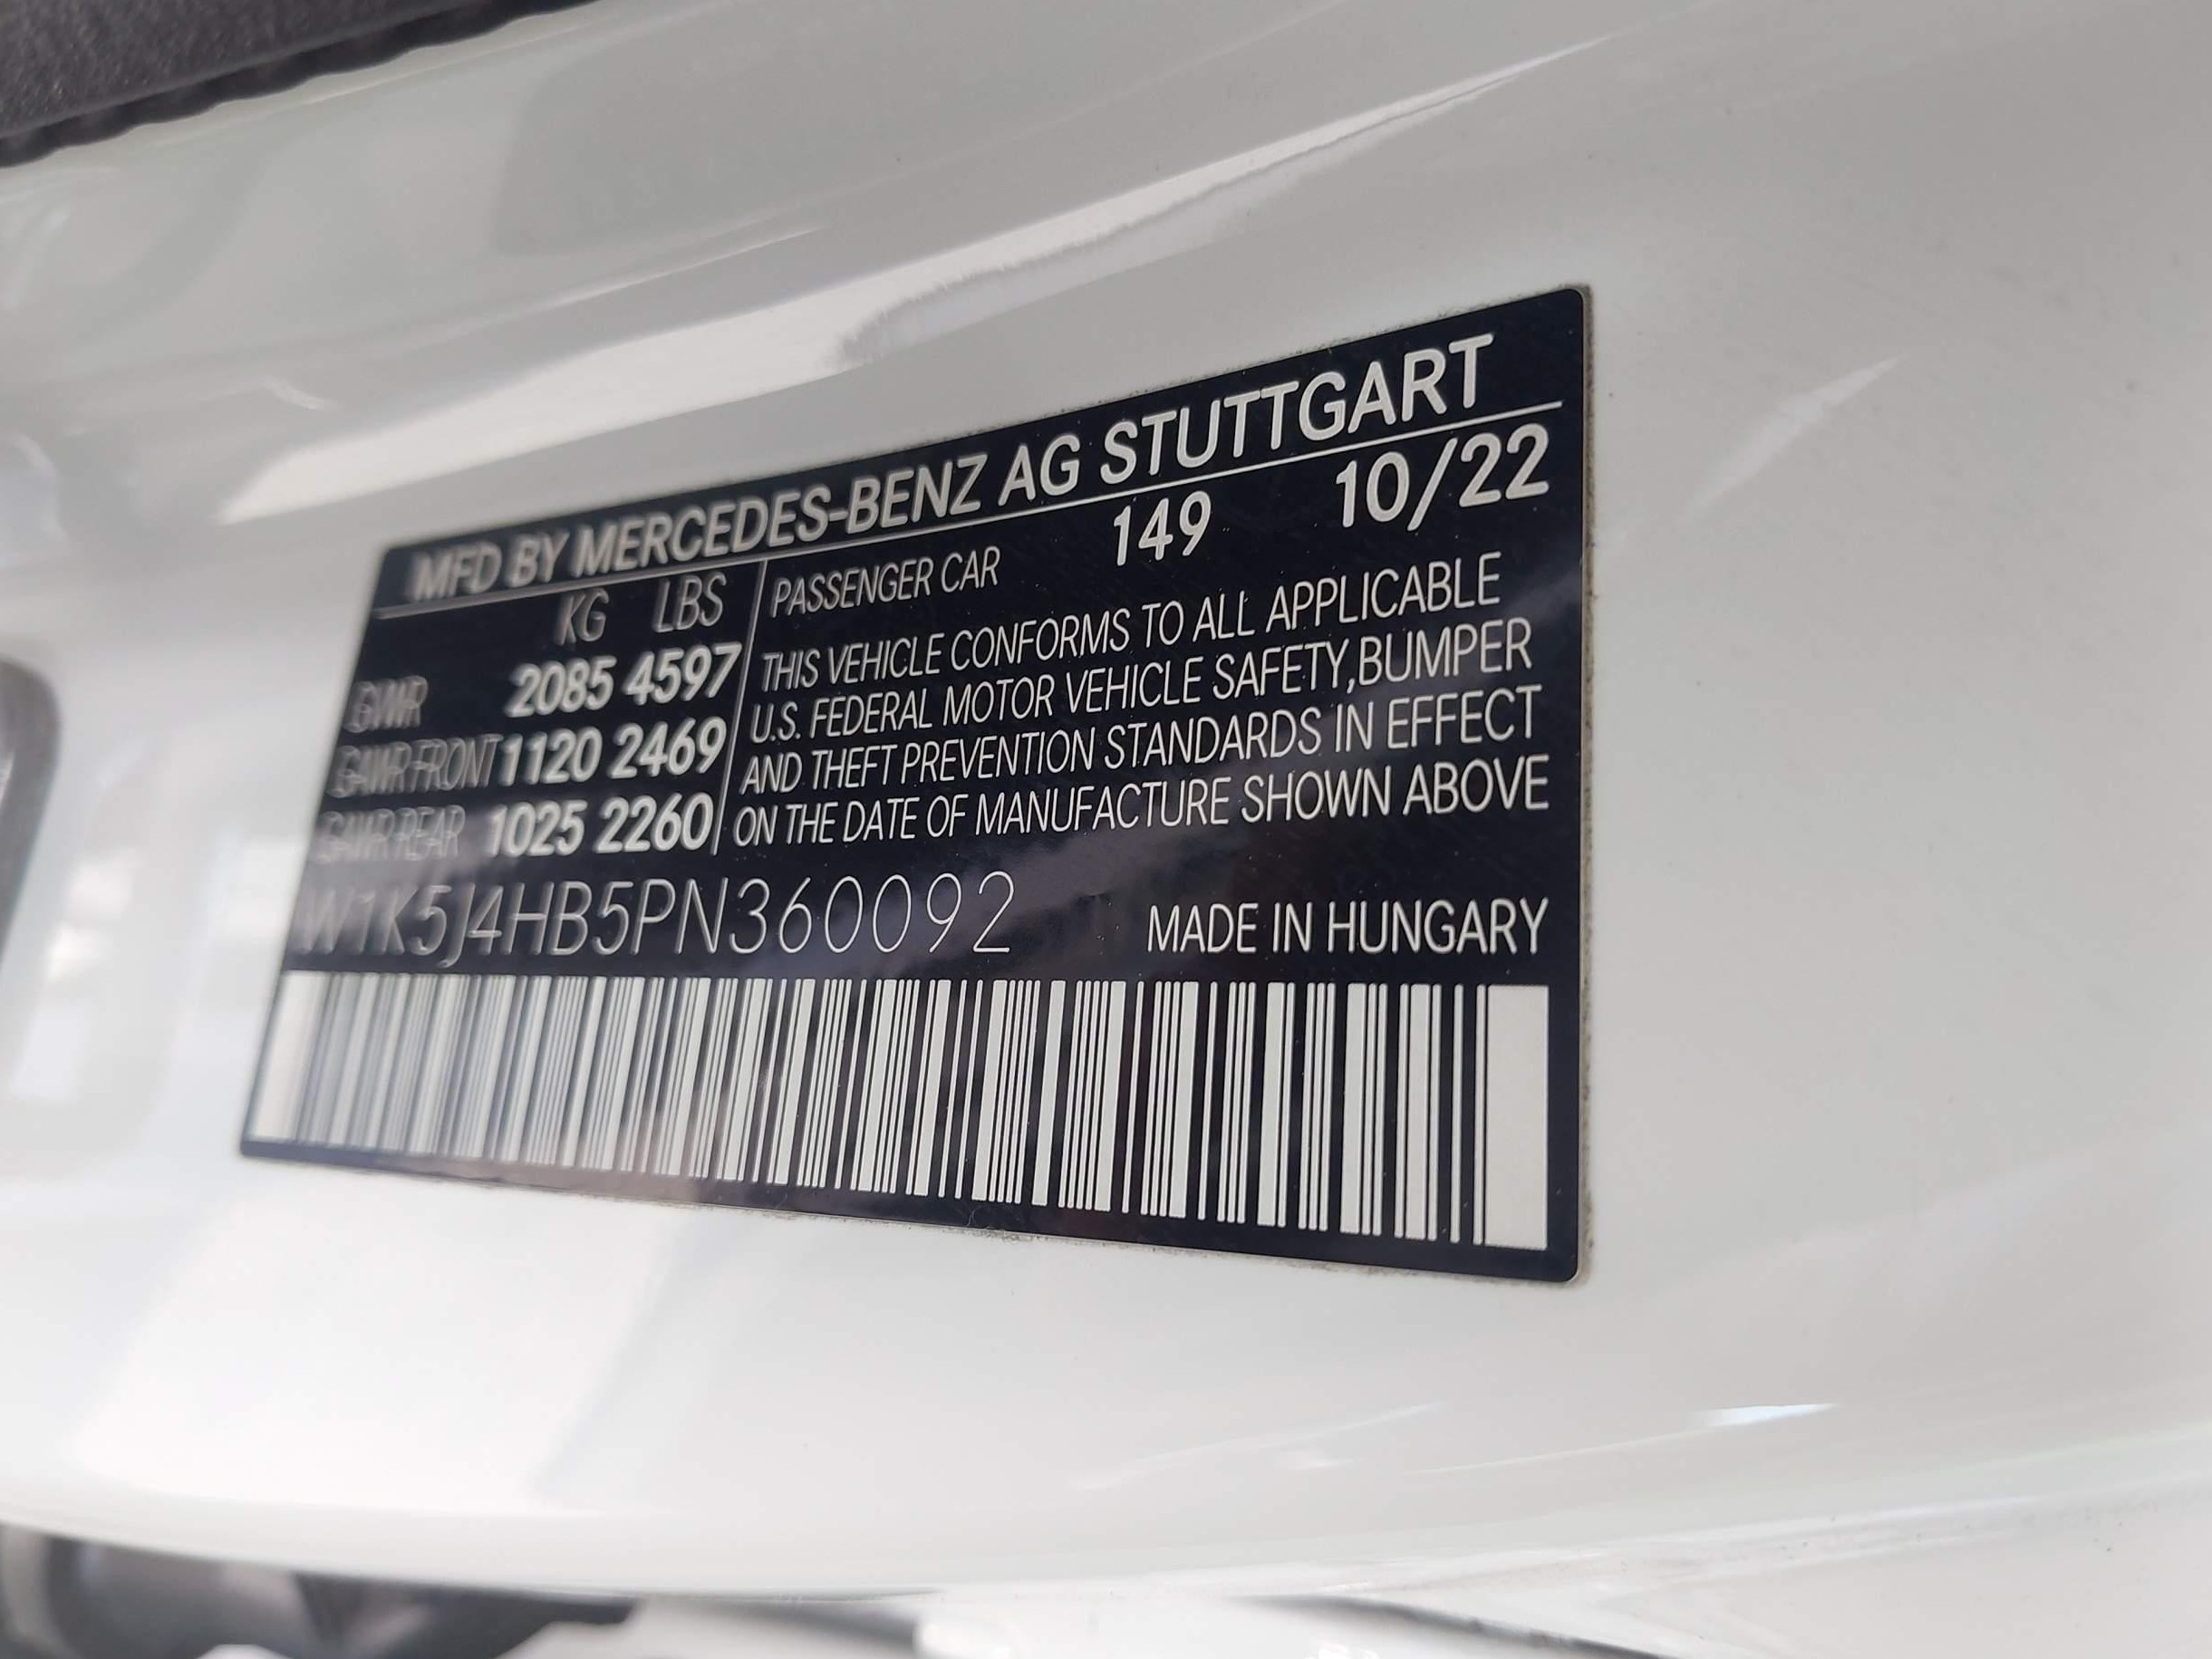 MFD BY MERCEDES-BENZ AG STUTTGART
KG LBS PASSENGER CAR 149 10/22
GVWR 2085 4597 THIS VEHICLE CONFORMS TO ALL APPLICABLE
U.S. FEDERAL MOTOR VEHICLE SAFETY,BUMPER
GAWR FRONT 1120 2469 AND THEFT PREVENTION STANDARDS IN EFFECT
GAWR REAR 1025 2260 ON THE DATE OF MANUFACTURE SHOWN ABOVE
W1K5J4HB5PN360092 MADE IN HUNGARY